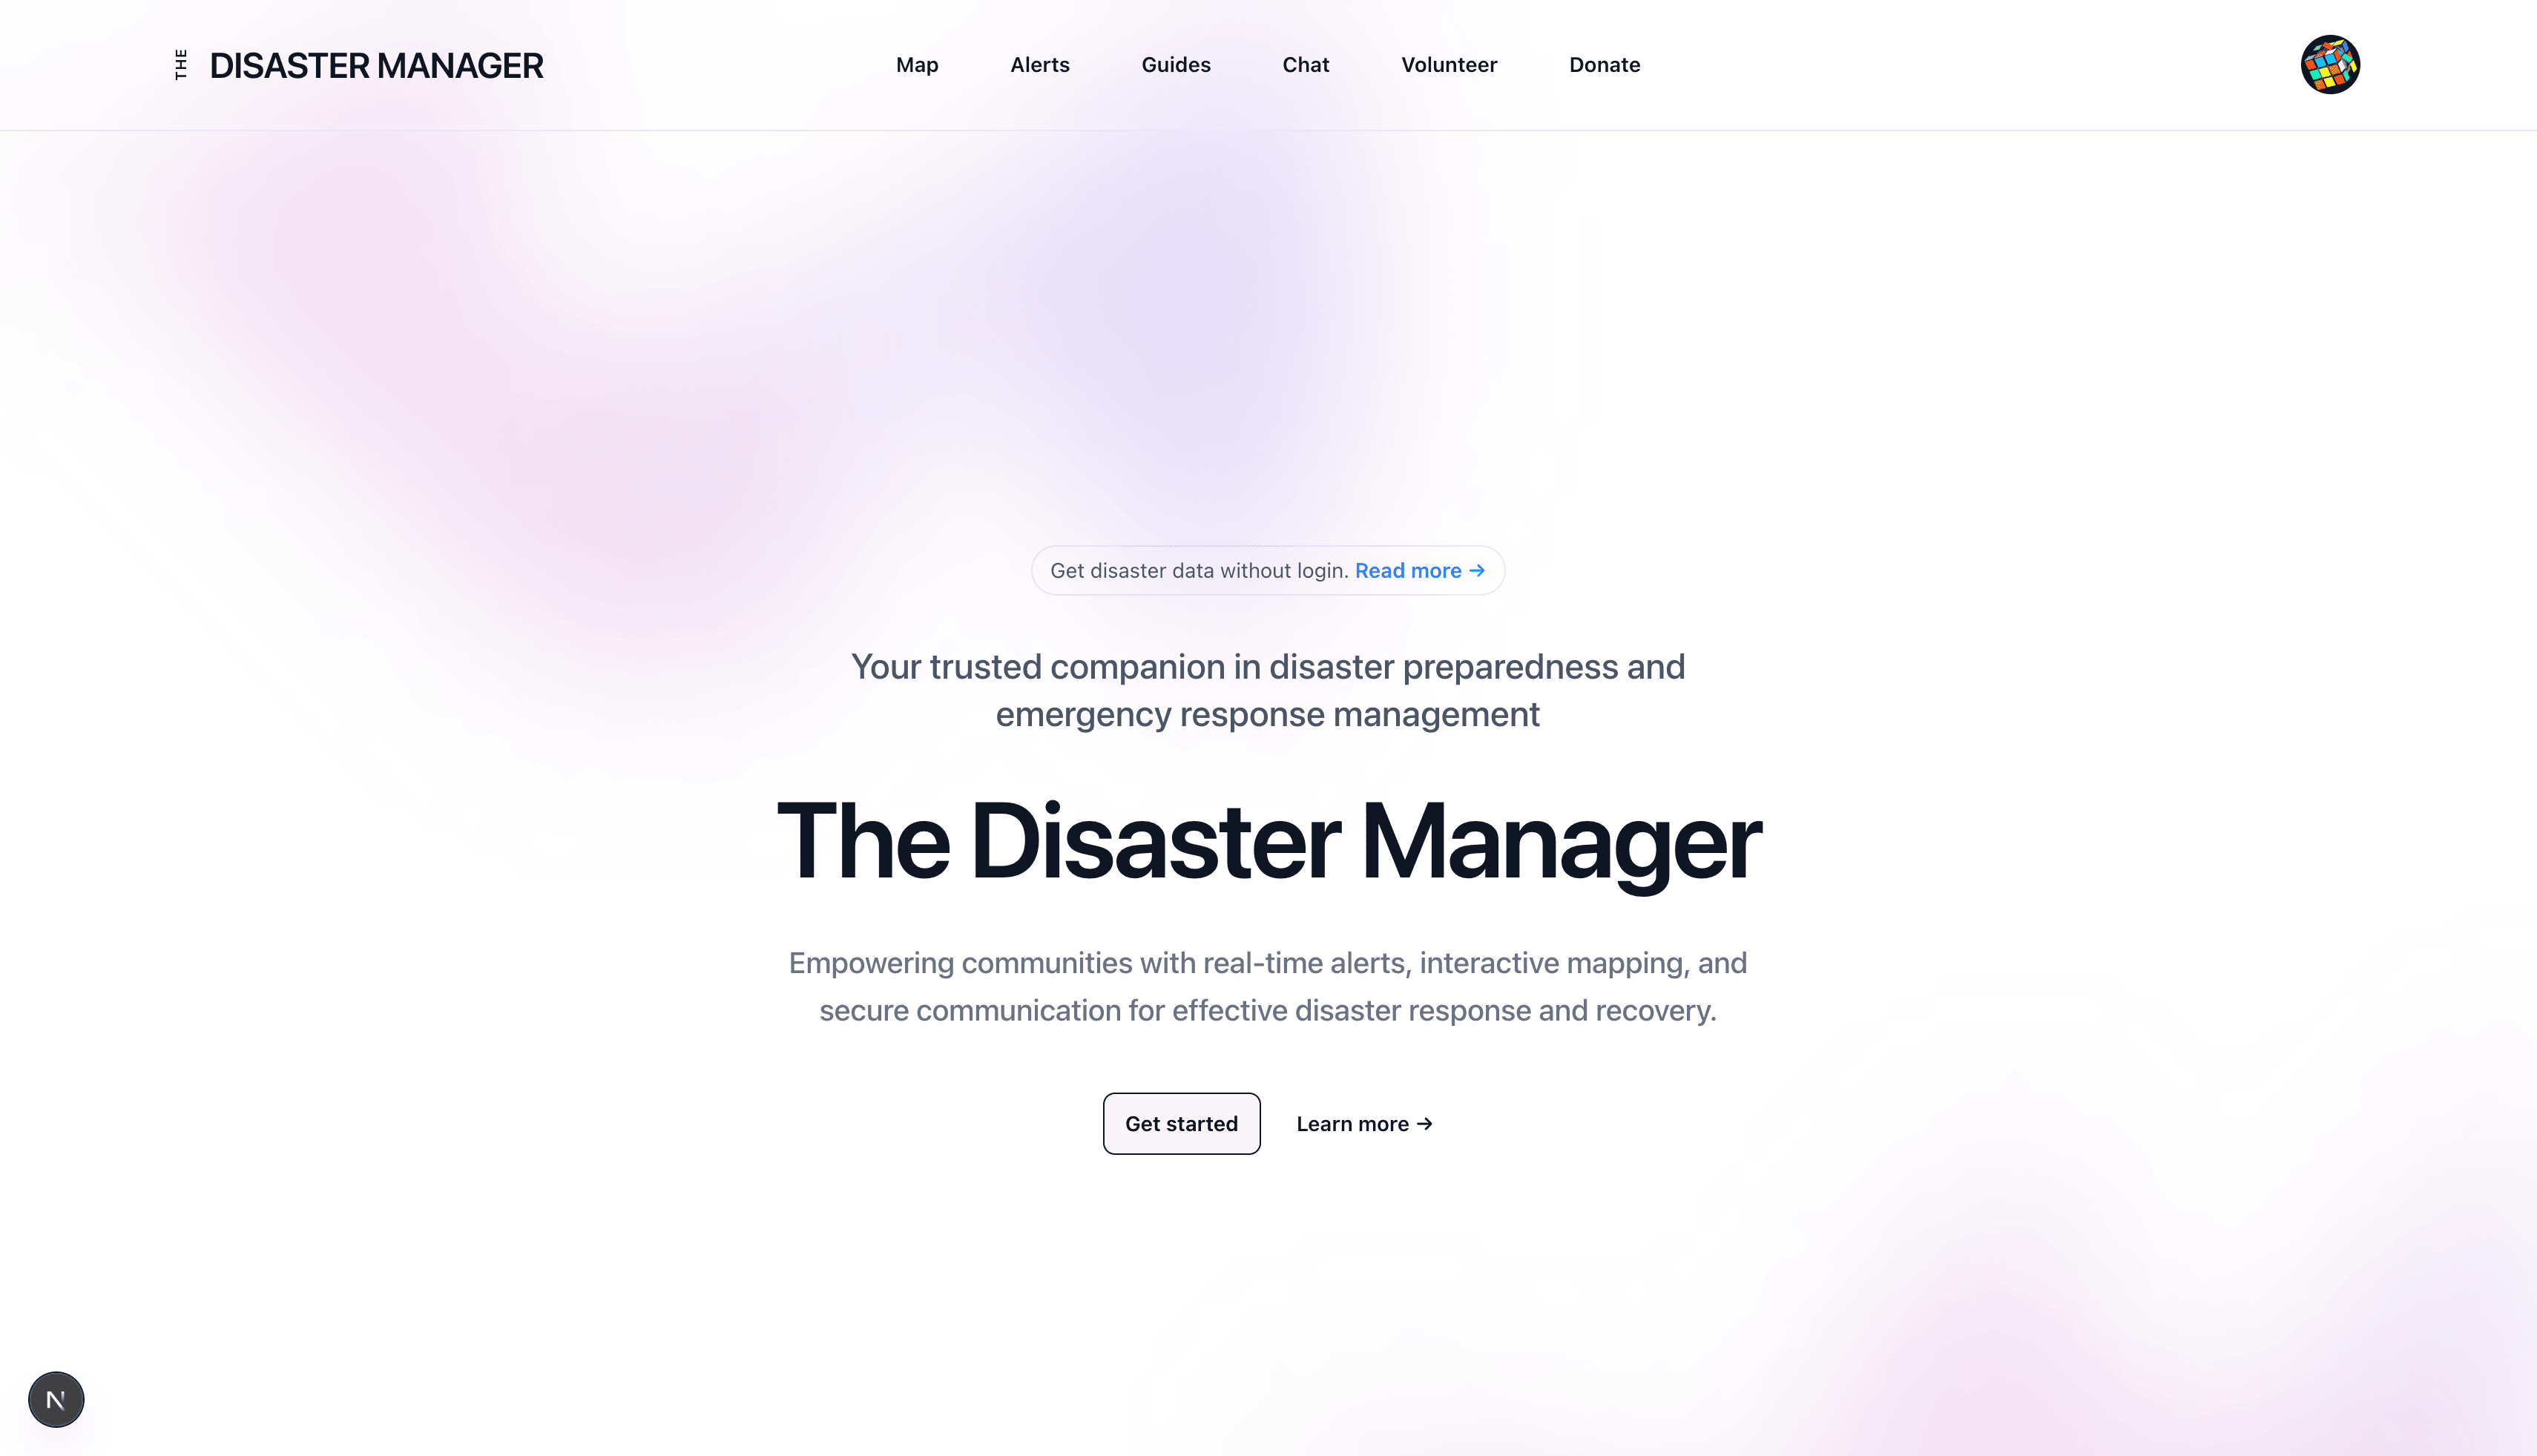 THE DISASTER MANAGER
Map Alerts Guides Chat Volunteer Donate
Get disaster data without login. Read more →
Your trusted companion in disaster preparedness and
emergency response management
The Disaster Manager
Empowering communities with real-time alerts, interactive mapping, and
secure communication for effective disaster response and recovery.
Get started Learn more →
N